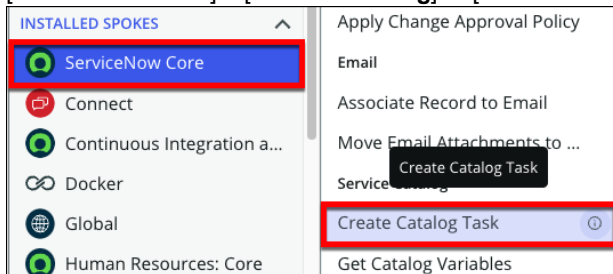 INSTALLED SPOKES
ServiceNow Core
Connect
Continuous Integration a...
Docker
Global
Human Resources: Core
Apply Change Approval Policy
Email
Associate Record to Email
Move Email Attachments to ...
Create Catalog Task
Service
Create Catalog Task
Get Catalog Variables